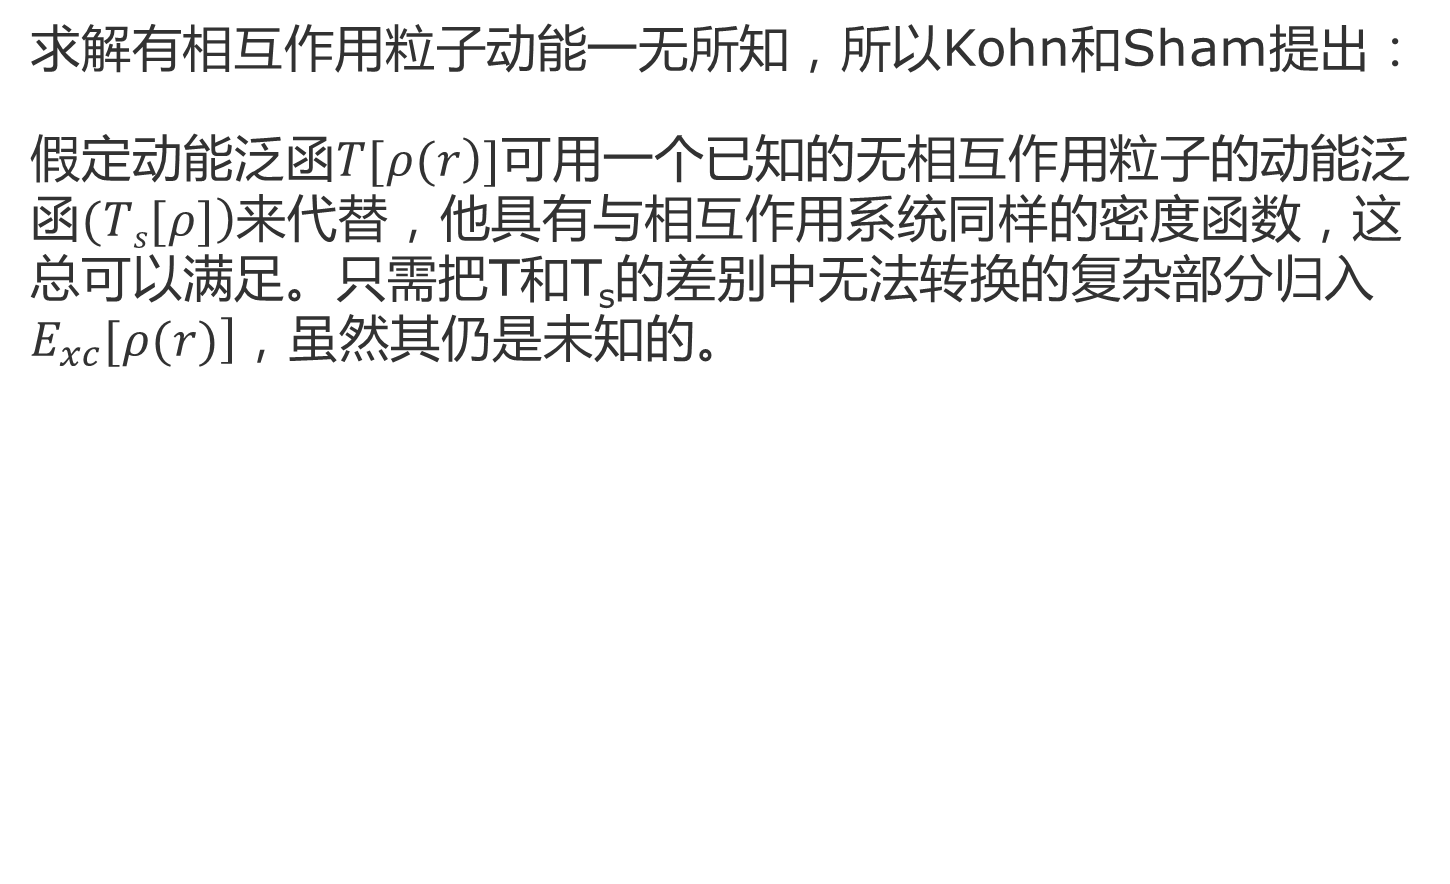 求解有相互作用粒子动能一无所知，所以Kohn和Sham提出：
假定动能泛函𝑇[𝜌(𝑟)]可用一个已知的无相互作用粒子的动能泛
函(𝑇𝑠[𝜌])来代替，他具有与相互作用系统同样的密度函数，这
总可以满足。只需把T和Ts的差别中无法转换的复杂部分归入
𝐸𝑥𝑐[𝜌(𝑟)]，虽然其仍是未知的。